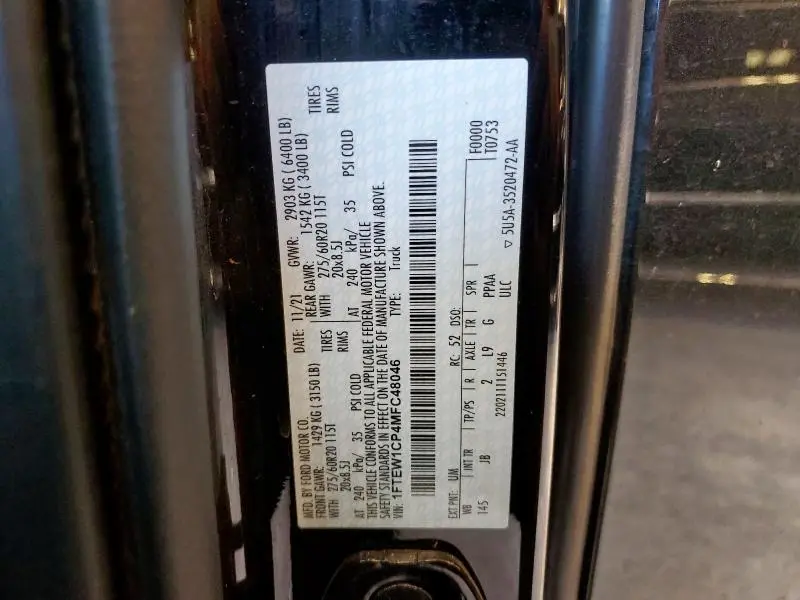 MFD. BY FORD MOTOR CO.
DATE: 11/21 GVWR: 2903 KG ( 6400 LB)
FRONT GAWR: 1429 KG ( 3150 LB) REAR GAWR: 1542 KG ( 3400 LB)
WITH 275/60R20 115T TIRES WITH 275/60R20 115T TIRES
20x8.5J RIMS 20x8.5J RIMS
AT 240 kPa/ 35 PSI COLD AT 240 kPa/ 35 PSI COLD
THIS VEHICLE CONFORMS TO ALL APPLICABLE FEDERAL MOTOR VEHICLE
SAFETY STANDARDS IN EFFECT ON THE DATE OF MANUFACTURE SHOWN ABOVE.
VIN: 1FTEW1CP4MFC48046 TYPE: Truck
EXT PNT: UM RC: 52 DSO: F0000
T0753
WB INT TR TP/PS R AXLE TR SPR
145 JB 2 L9 G PPAA
ULC
2202111151446 ▽ 5U5A-3520472-AA